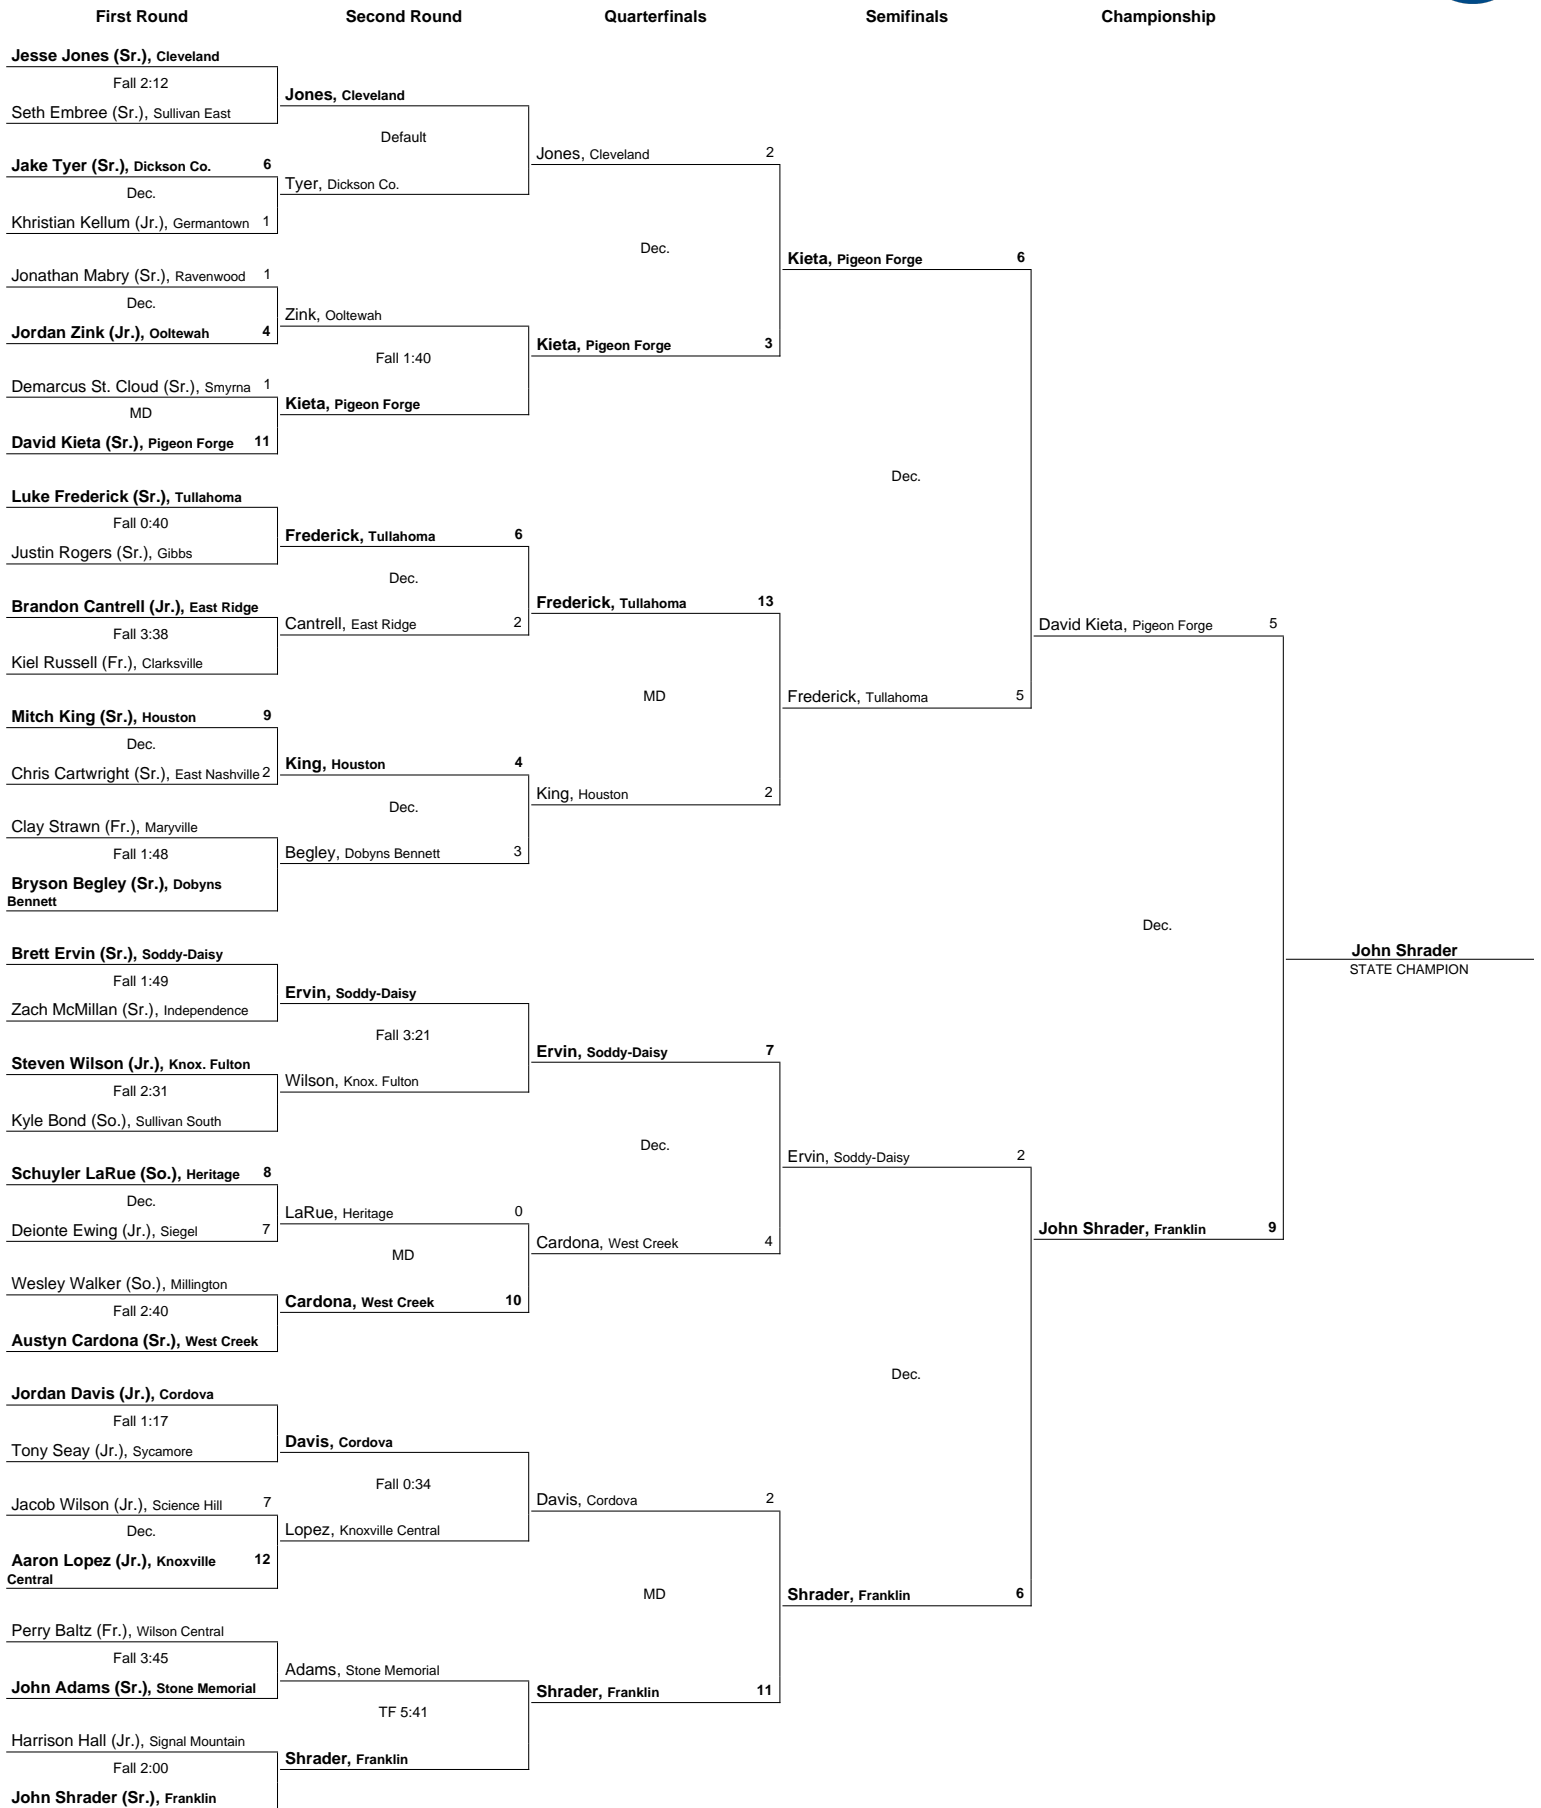 First Round
Second Round
Quarterfinals
Semifinals
Championship
Jesse Jones (Sr.), Cleveland
Fall 2:12
Seth Embree (Sr.), Sullivan East
Jake Tyer (Sr.), Dickson Co. 6
Dec.
Khristian Kellum (Jr.), Germantown 1
Jonathan Mabry (Sr.), Ravenwood 1
Dec.
Jordan Zink (Jr.), Ooltewah 4
Demarcus St. Cloud (Sr.), Smyrna 1
MD
David Kieta (Sr.), Pigeon Forge 11
Luke Frederick (Sr.), Tullahoma
Fall 0:40
Justin Rogers (Sr.), Gibbs
Brandon Cantrell (Jr.), East Ridge
Fall 3:38
Kiel Russell (Fr.), Clarksville
Mitch King (Sr.), Houston 9
Dec.
Chris Cartwright (Sr.), East Nashville 2
Clay Strawn (Fr.), Maryville
Fall 1:48
Bryson Begley (Sr.), Dobyns
Bennett
Brett Ervin (Sr.), Soddy-Daisy
Fall 1:49
Zach McMillan (Sr.), Independence
Steven Wilson (Jr.), Knox. Fulton
Fall 2:31
Kyle Bond (So.), Sullivan South
Schuyler LaRue (So.), Heritage 8
Dec.
Deionte Ewing (Jr.), Siegel 7
Wesley Walker (So.), Millington
Fall 2:40
Austyn Cardona (Sr.), West Creek
Jordan Davis (Jr.), Cordova
Fall 1:17
Tony Seay (Jr.), Sycamore
Jacob Wilson (Jr.), Science Hill 7
Dec.
Aaron Lopez (Jr.), Knoxville 12
Central
Perry Baltz (Fr.), Wilson Central
Fall 3:45
John Adams (Sr.), Stone Memorial
Harrison Hall (Jr.), Signal Mountain
Fall 2:00
John Shrader (Sr.), Franklin
Jones, Cleveland
Default
Tyer, Dickson Co.
Zink, Ooltewah
Fall 1:40
Kieta, Pigeon Forge
Frederick, Tullahoma 6
Dec.
Cantrell, East Ridge 2
King, Houston 4
Dec.
Begley, Dobyns Bennett 3
Ervin, Soddy-Daisy
Fall 3:21
Wilson, Knox. Fulton
LaRue, Heritage 0
MD
Cardona, West Creek 10
Davis, Cordova
Fall 0:34
Lopez, Knoxville Central
Adams, Stone Memorial
TF 5:41
Shrader, Franklin
Jones, Cleveland 2
Dec.
Kieta, Pigeon Forge 3
Frederick, Tullahoma 13
MD
King, Houston 2
Ervin, Soddy-Daisy 7
Dec.
Cardona, West Creek 4
Davis, Cordova 2
MD
Shrader, Franklin 11
Kieta, Pigeon Forge 6
Dec.
Frederick, Tullahoma 5
Ervin, Soddy-Daisy 2
Dec.
Shrader, Franklin 6
David Kieta, Pigeon Forge 5
Dec.
John Shrader, Franklin 9
John Shrader
STATE CHAMPION